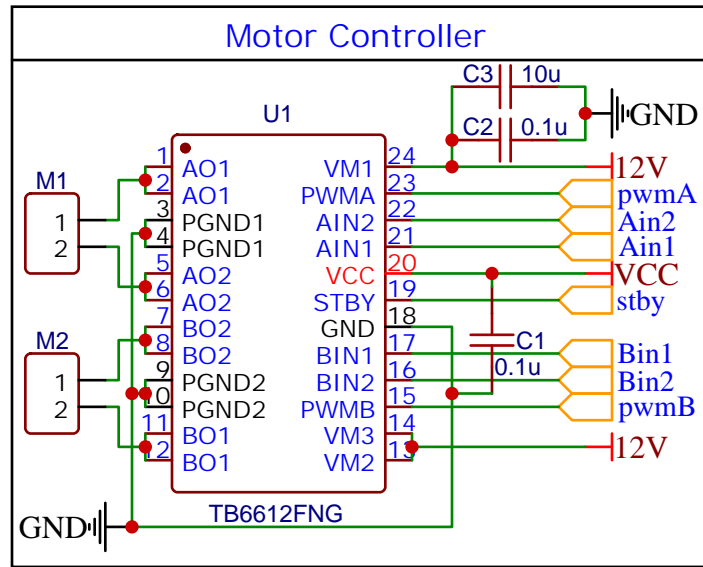 Motor Controller
C3 10u
C2 0.1u
GND
U1
1 AO1 VM1 24 12V
2 AO1 PWMA 23 pwmA
3 PGND1 AIN2 22 Ain2
4 PGND1 AIN1 21 Ain1
5 AO2 VCC 20 VCC
6 AO2 STBY 19 stby
7 BO2 GND 18
8 BO2 BIN1 17 Bin1
9 PGND2 BIN2 16 Bin2
10 PGND2 PWMB 15 pwmB
11 BO1 VM3 14
12 BO1 VM2 13 12V
M1
1
2
M2
1
2
C1
0.1u
GND
TB6612FNG